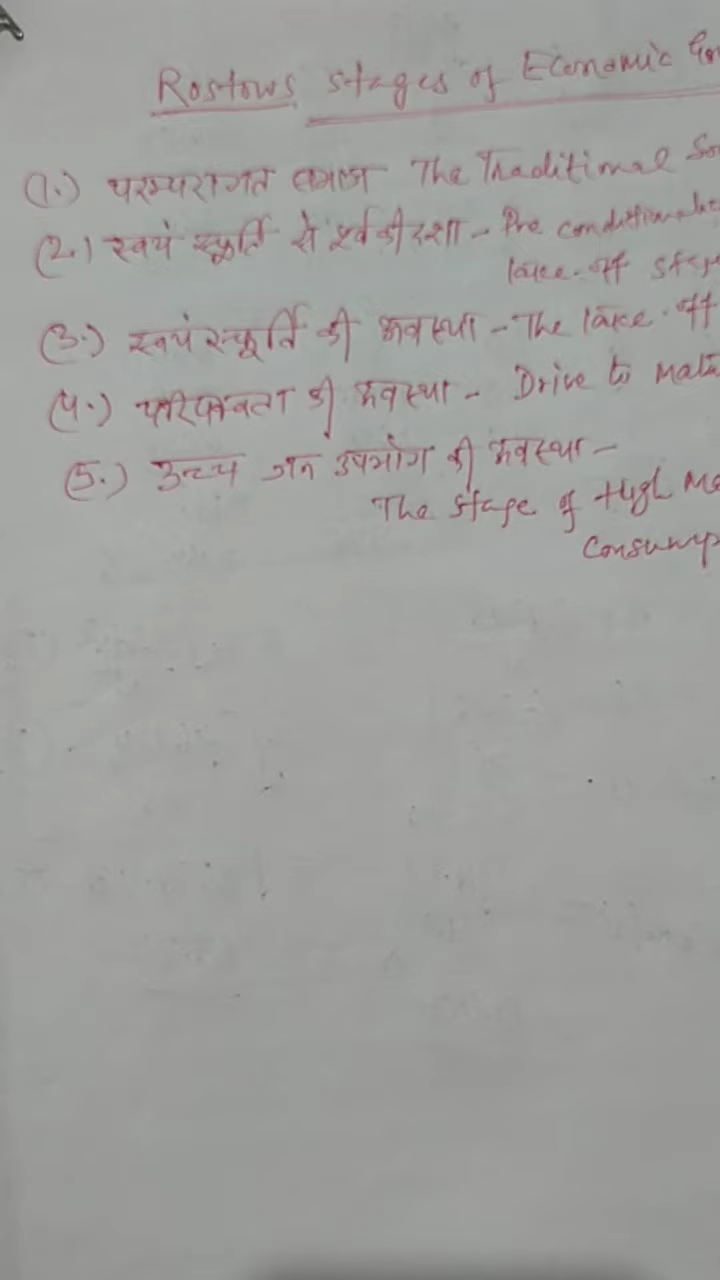 Rostows stages of Economic
(1.) परम्परागत समाज The Traditional
(2.) स्वयं स्फूर्ति से पूर्व की दशा - Pre
take-off
(3.) स्वयं स्फूर्ति की अवस्था - The take-off
(4.) परिपक्वता की अवस्था - Drive to
(5.) उच्च जन उपभोग की अवस्था -
The stage of High